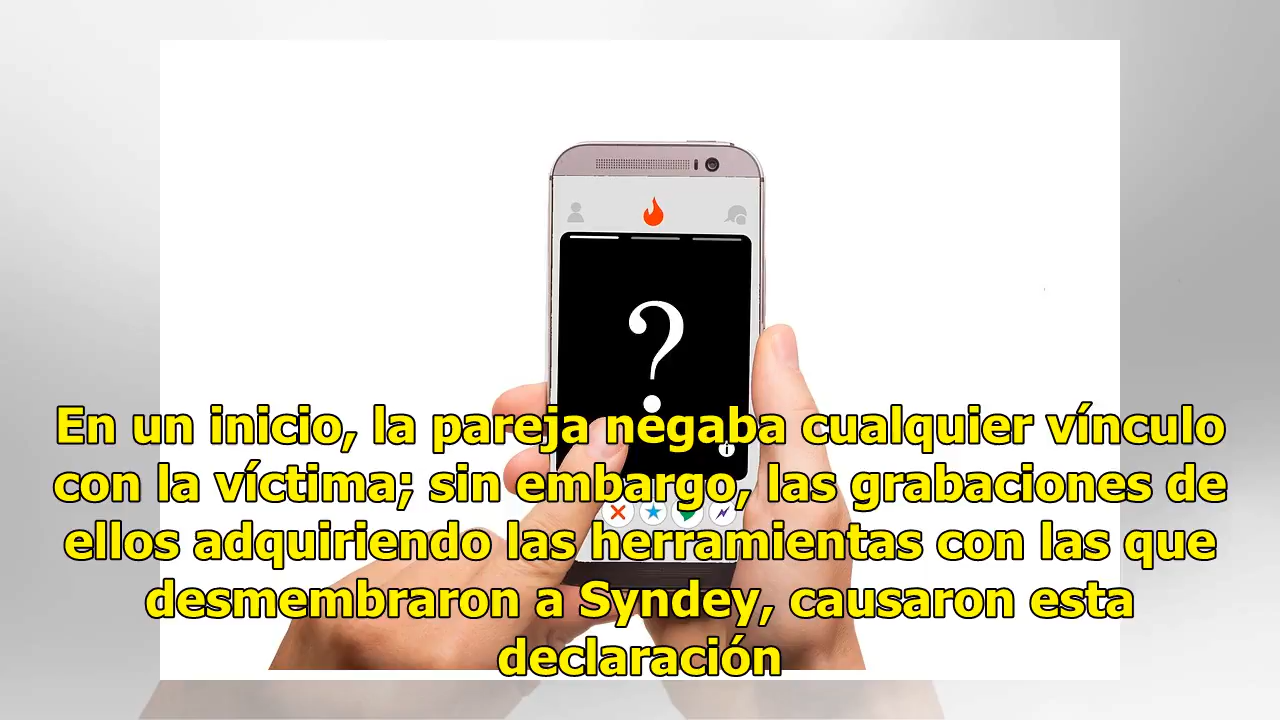 ?
En un inicio, la pareja negaba cualquier vínculo
con la víctima; sin embargo, las grabaciones de
ellos adquiriendo las herramientas con las que
desmembraron a Syndey, causaron esta
declaración